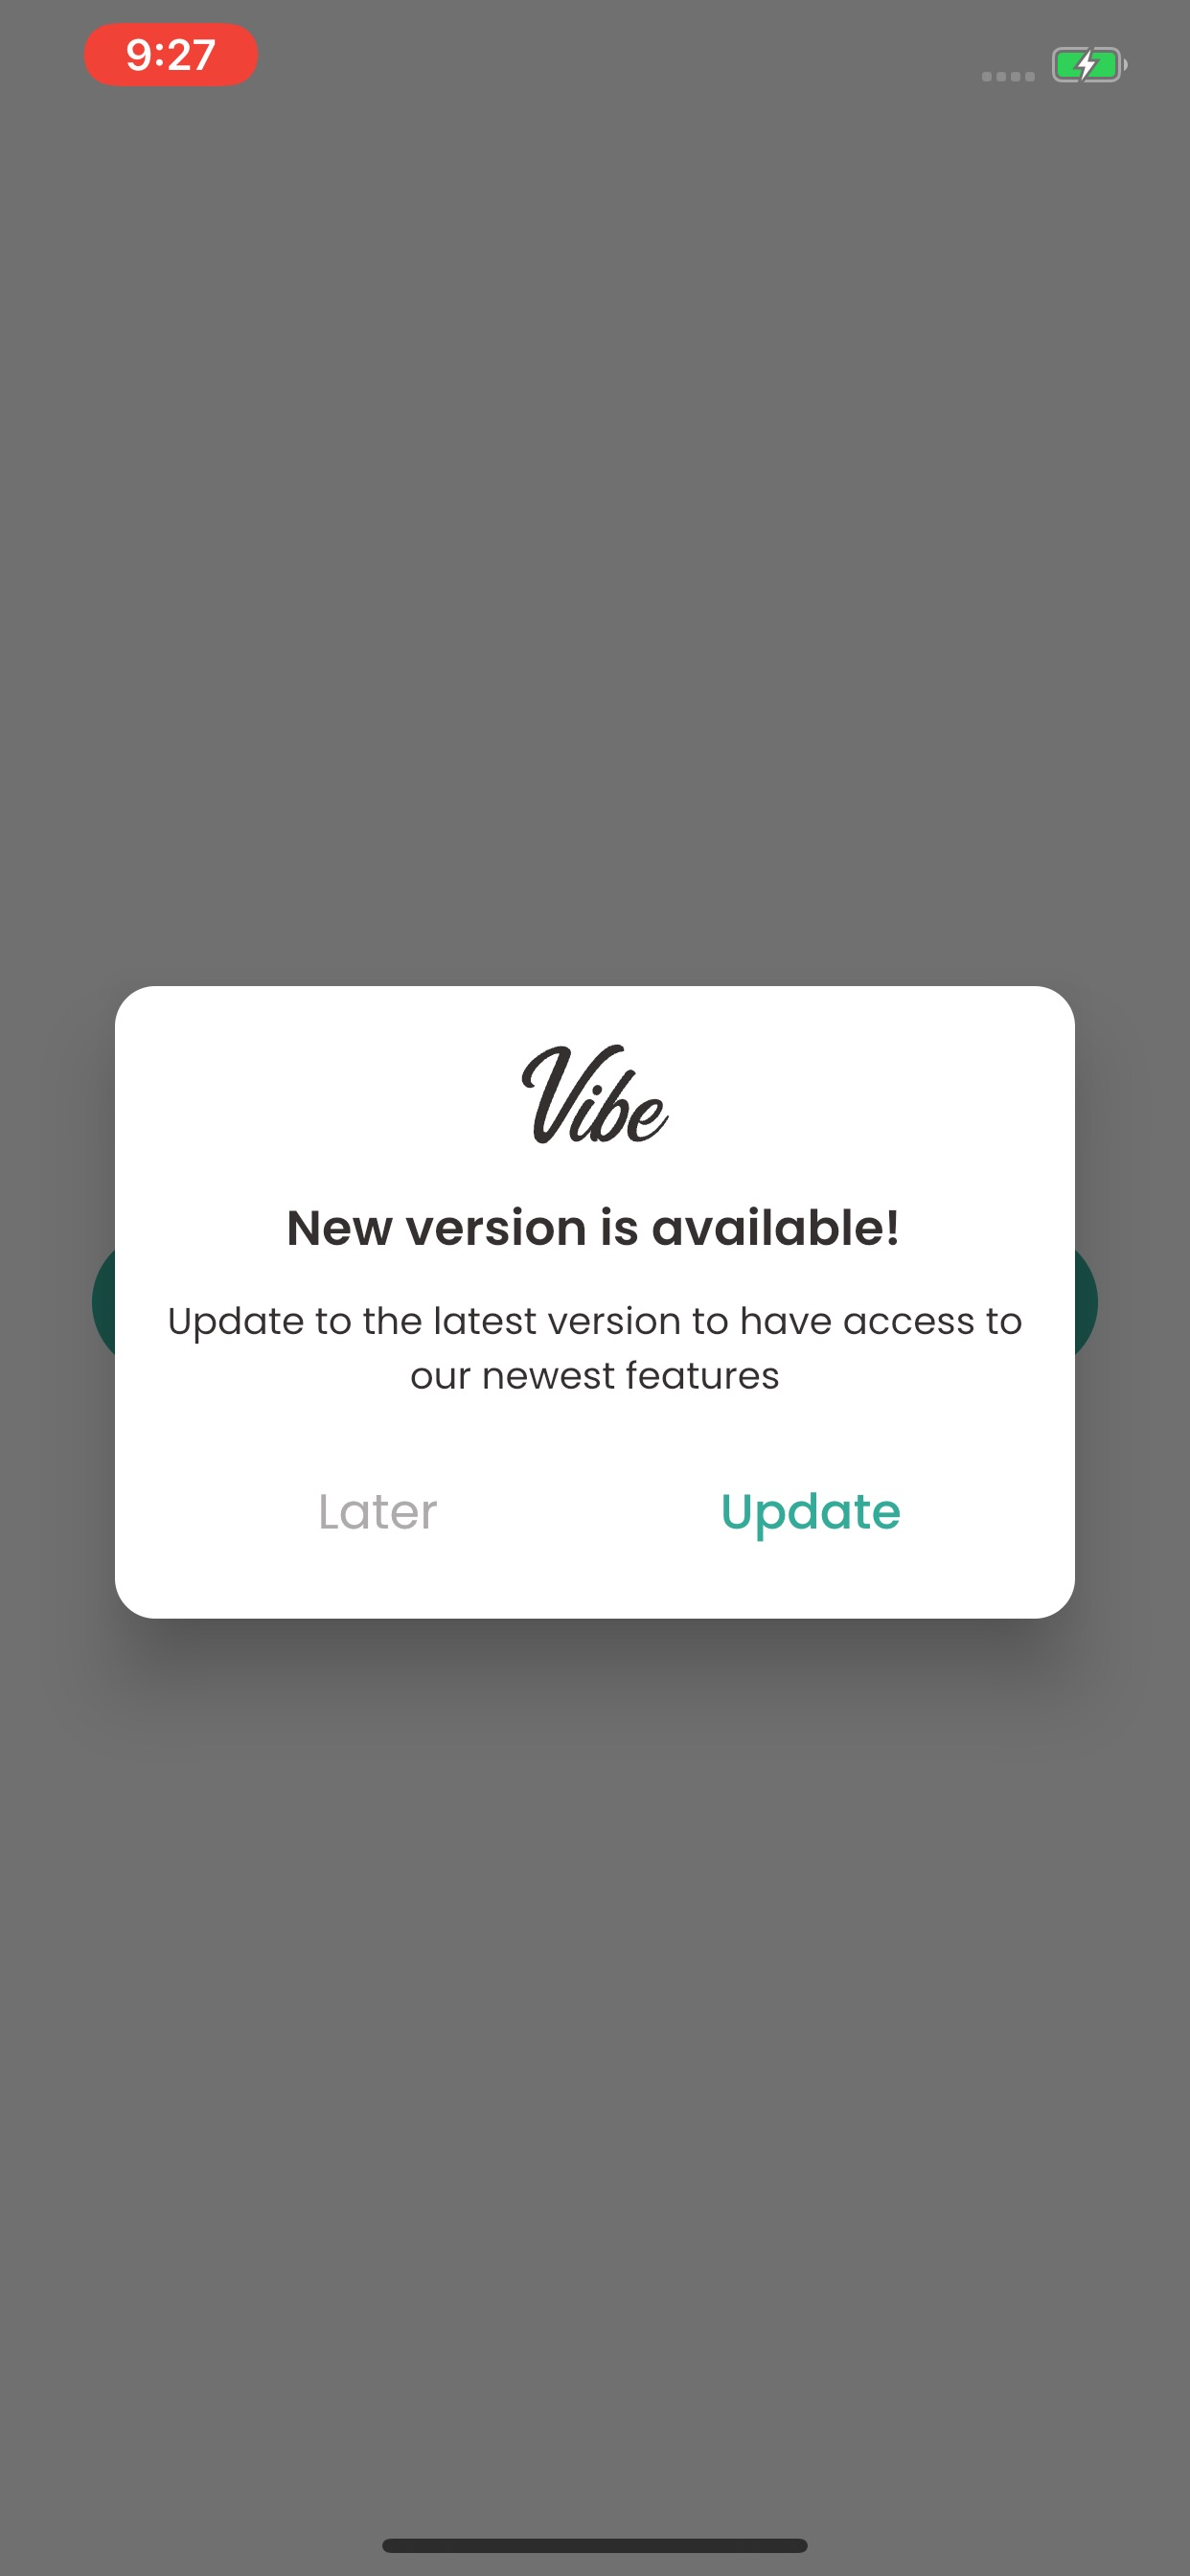 9:27
Vibe
New version is available!
Update to the latest version to have access to
our newest features
Later Update